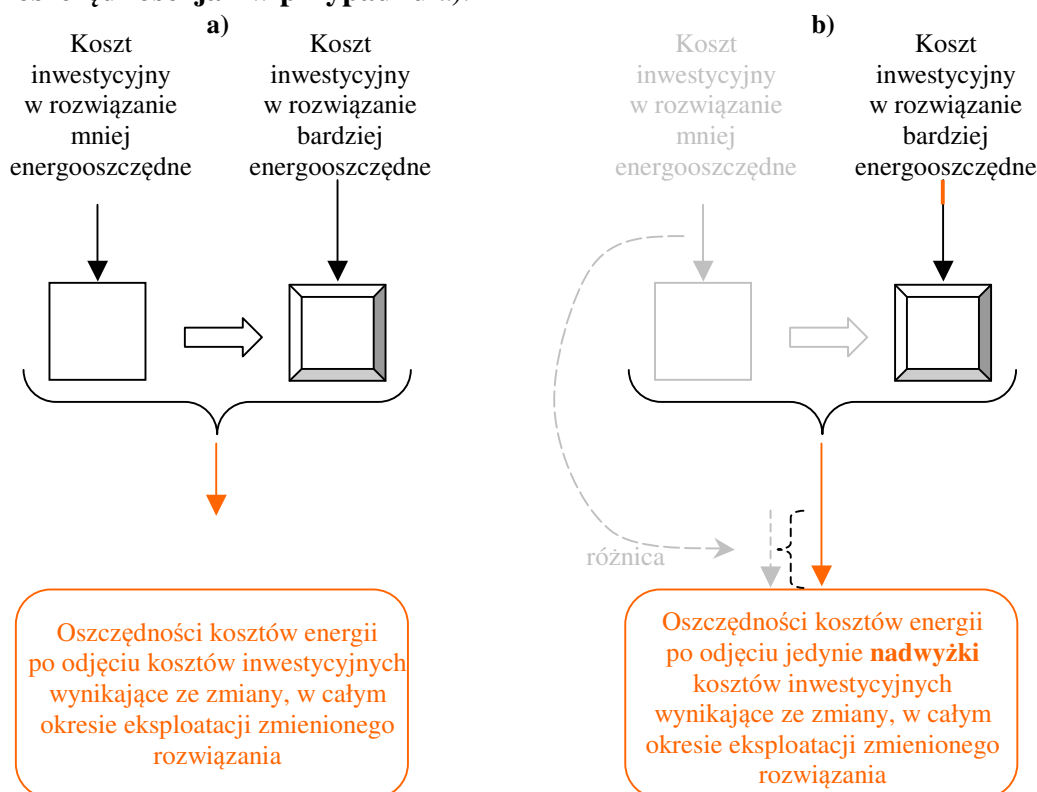 a)
Koszt
inwestycyjny
w rozwiązanie
mniej
energooszczędne
Koszt
inwestycyjny
w rozwiązanie
bardziej
energooszczędne
Oszczędności kosztów energii
po odjęciu kosztów inwestycyjnych
wynikające ze zmiany, w całym
okresie eksploatacji zmienionego
rozwiązania
b)
Koszt
inwestycyjny
w rozwiązanie
mniej
energooszczędne
Koszt
inwestycyjny
w rozwiązanie
bardziej
energooszczędne
różnica
Oszczędności kosztów energii
po odjęciu jedynie nadwyżki
kosztów inwestycyjnych
wynikające ze zmiany, w całym
okresie eksploatacji zmienionego
rozwiązania